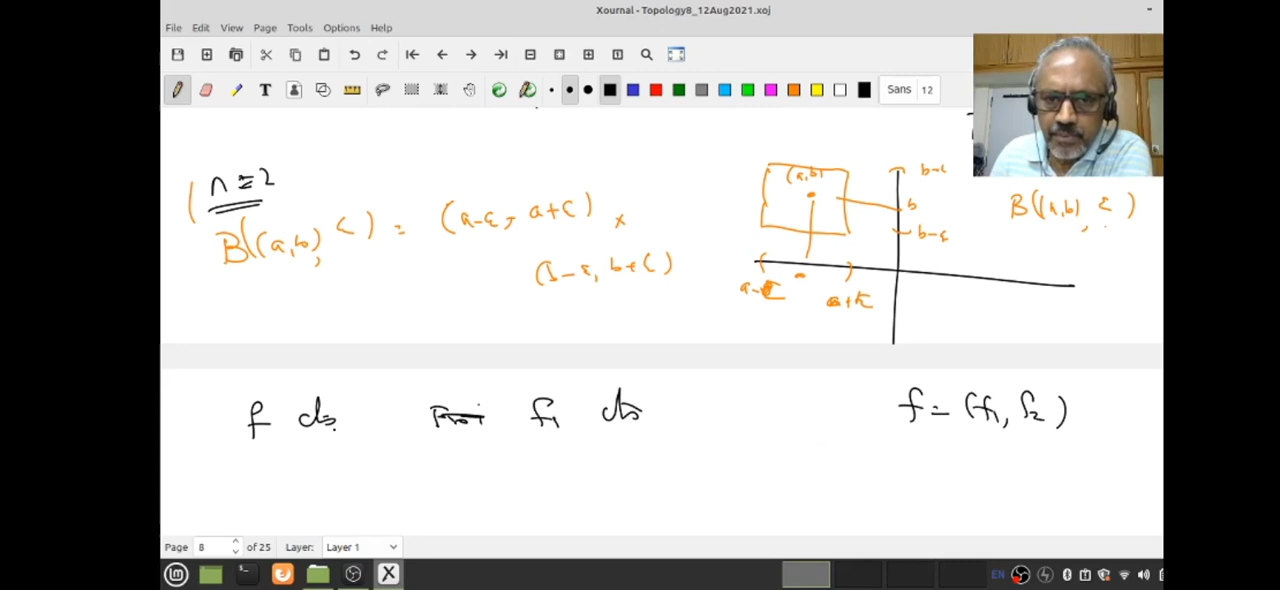 Xournal - Topology8_12Aug2021.xoj
File Edit View Page Tools Options Help
Sans 12
n = 2
B((a,b), ε) = (a-ε, a+ε) ×
(b-ε, b+ε)
(a,b)
b-ε
b
b-ε
a-ε
a+ε
B((a,b), ε)
f cts f1 cts
f = (f1, f2)
Page 8 of 25 Layer: Layer 1
EN